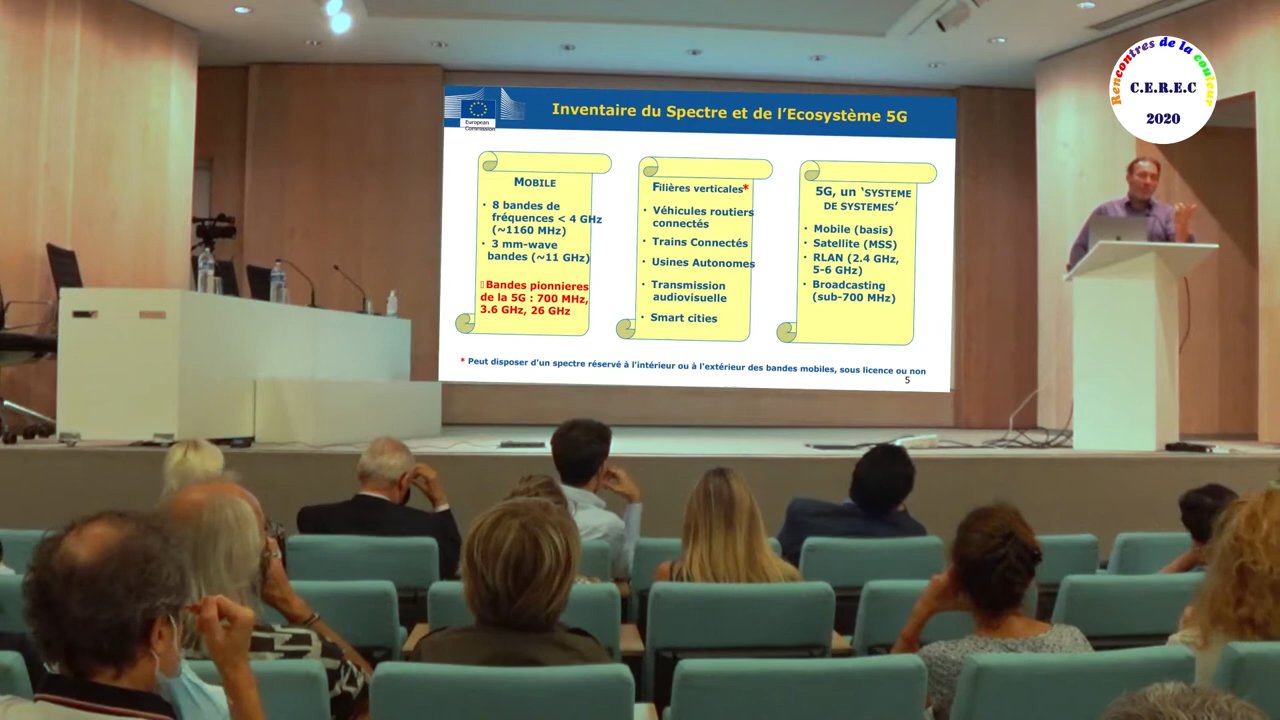 Rencontres de la couleur
C.E.R.E.C
2020
European
Commission
Inventaire du Spectre et de l’Ecosystème 5G
MOBILE
• 8 bandes de
fréquences < 4 GHz
(~1160 MHz)
• 3 mm-wave
bandes (~11 GHz)
Bandes pionnieres
de la 5G : 700 MHz,
3.6 GHz, 26 GHz
Filières verticales*
• Véhicules routiers
connectés
• Trains Connectés
• Usines Autonomes
• Transmission
audiovisuelle
• Smart cities
5G, un ‘SYSTEME
DE SYSTEMES’
• Mobile (basis)
• Satellite (MSS)
• RLAN (2.4 GHz,
5-6 GHz)
• Broadcasting
(sub-700 MHz)
* Peut disposer d'un spectre réservé à l'intérieur ou à l'extérieur des bandes mobiles, sous licence ou non
5